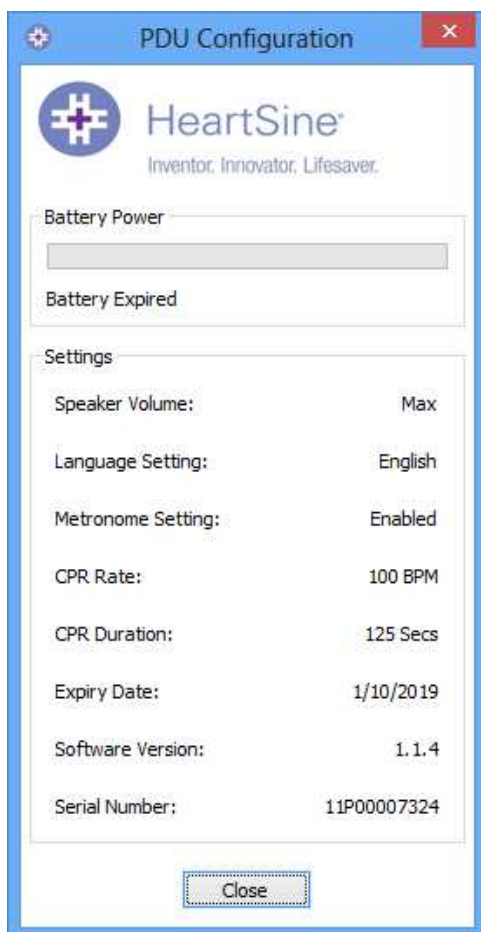 PDU Configuration
HeartSine®
Inventor. Innovator. Lifesaver.
Battery Power
Battery Expired
Settings
Speaker Volume: Max
Language Setting: English
Metronome Setting: Enabled
CPR Rate: 100 BPM
CPR Duration: 125 Secs
Expiry Date: 1/10/2019
Software Version: 1.1.4
Serial Number: 11P00007324
Close